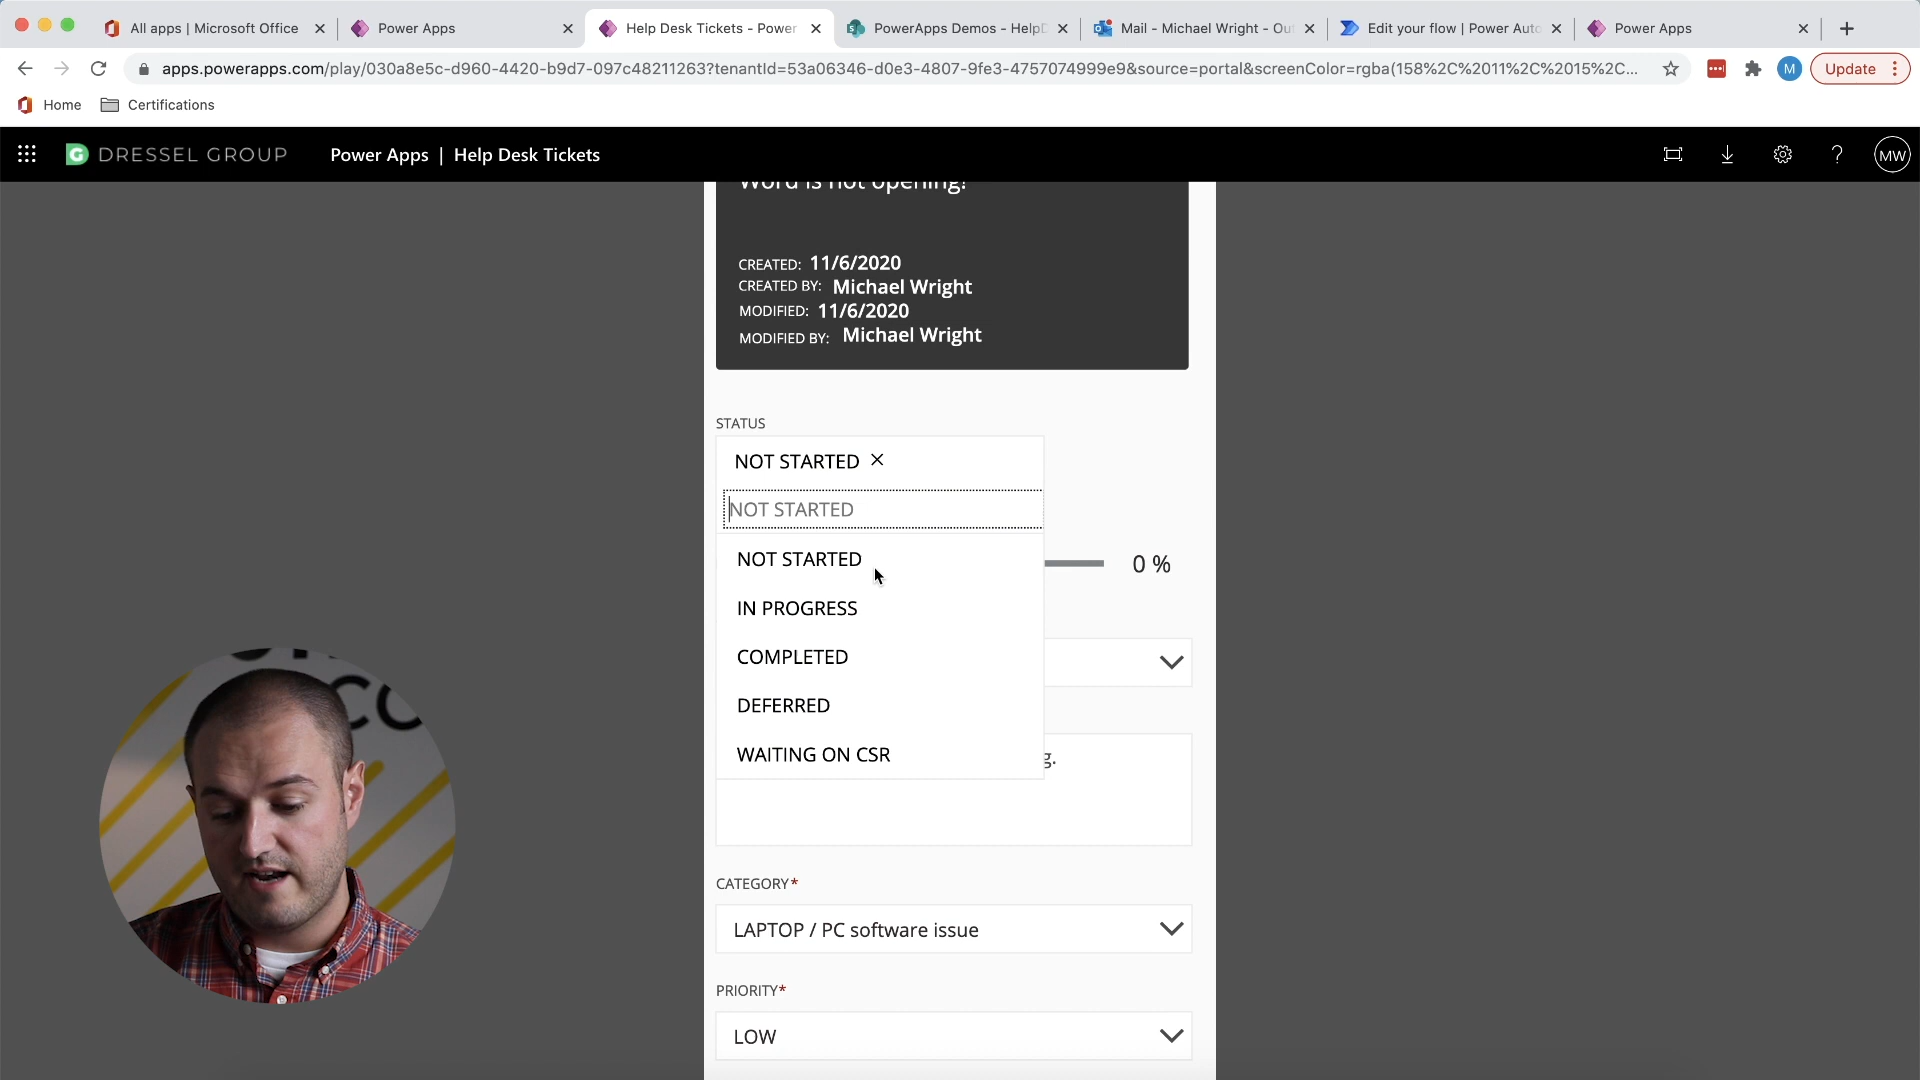 All apps | Microsoft Office
Power Apps
Help Desk Tickets - Power
PowerApps Demos - HelpD
Mail - Michael Wright - Out
Edit your flow | Power Auto
Power Apps
apps.powerapps.com/play/030a8e5c-d960-4420-b9d7-097c48211263?tenantId=53a06346-d0e3-4807-9fe3-4757074999e9&source=portal&screenColor=rgba(158%2C%2011%2C%2015%2C...
M
Update
Home
Certifications
DRESSEL GROUP
Power Apps | Help Desk Tickets
MW
Word is not opening!
CREATED: 11/6/2020
CREATED BY: Michael Wright
MODIFIED: 11/6/2020
MODIFIED BY: Michael Wright
STATUS
NOT STARTED
NOT STARTED
NOT STARTED
0 %
IN PROGRESS
COMPLETED
DEFERRED
WAITING ON CSR
g.
CATEGORY*
LAPTOP / PC software issue
PRIORITY*
LOW